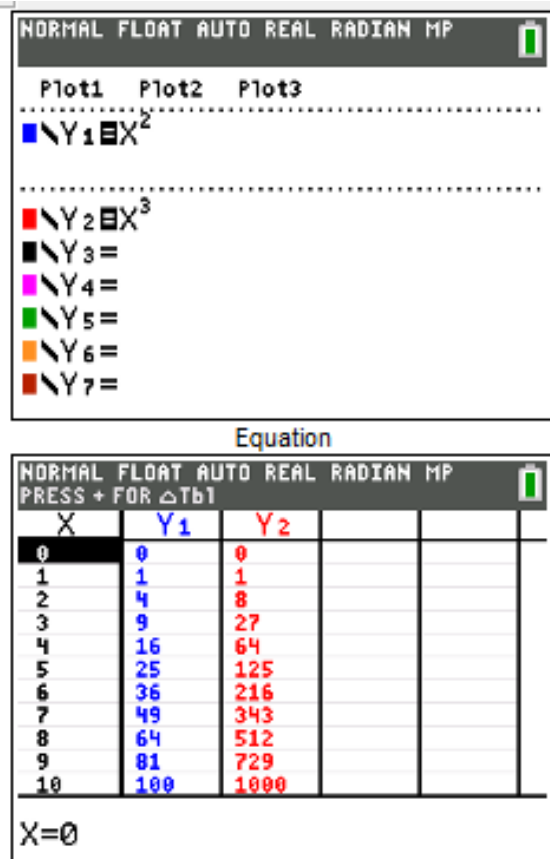 NORMAL FLOAT AUTO REAL RADIAN MP
Plot1 Plot2 Plot3
\Y₁=X²
\Y₂=X³
\Y₃=
\Y₄=
\Y₅=
\Y₆=
\Y₇=
Equation
NORMAL FLOAT AUTO REAL RADIAN MP
PRESS + FOR △Tbl
X Y₁ Y₂
0 0 0
1 1 1
2 4 8
3 9 27
4 16 64
5 25 125
6 36 216
7 49 343
8 64 512
9 81 729
10 100 1000
X=0